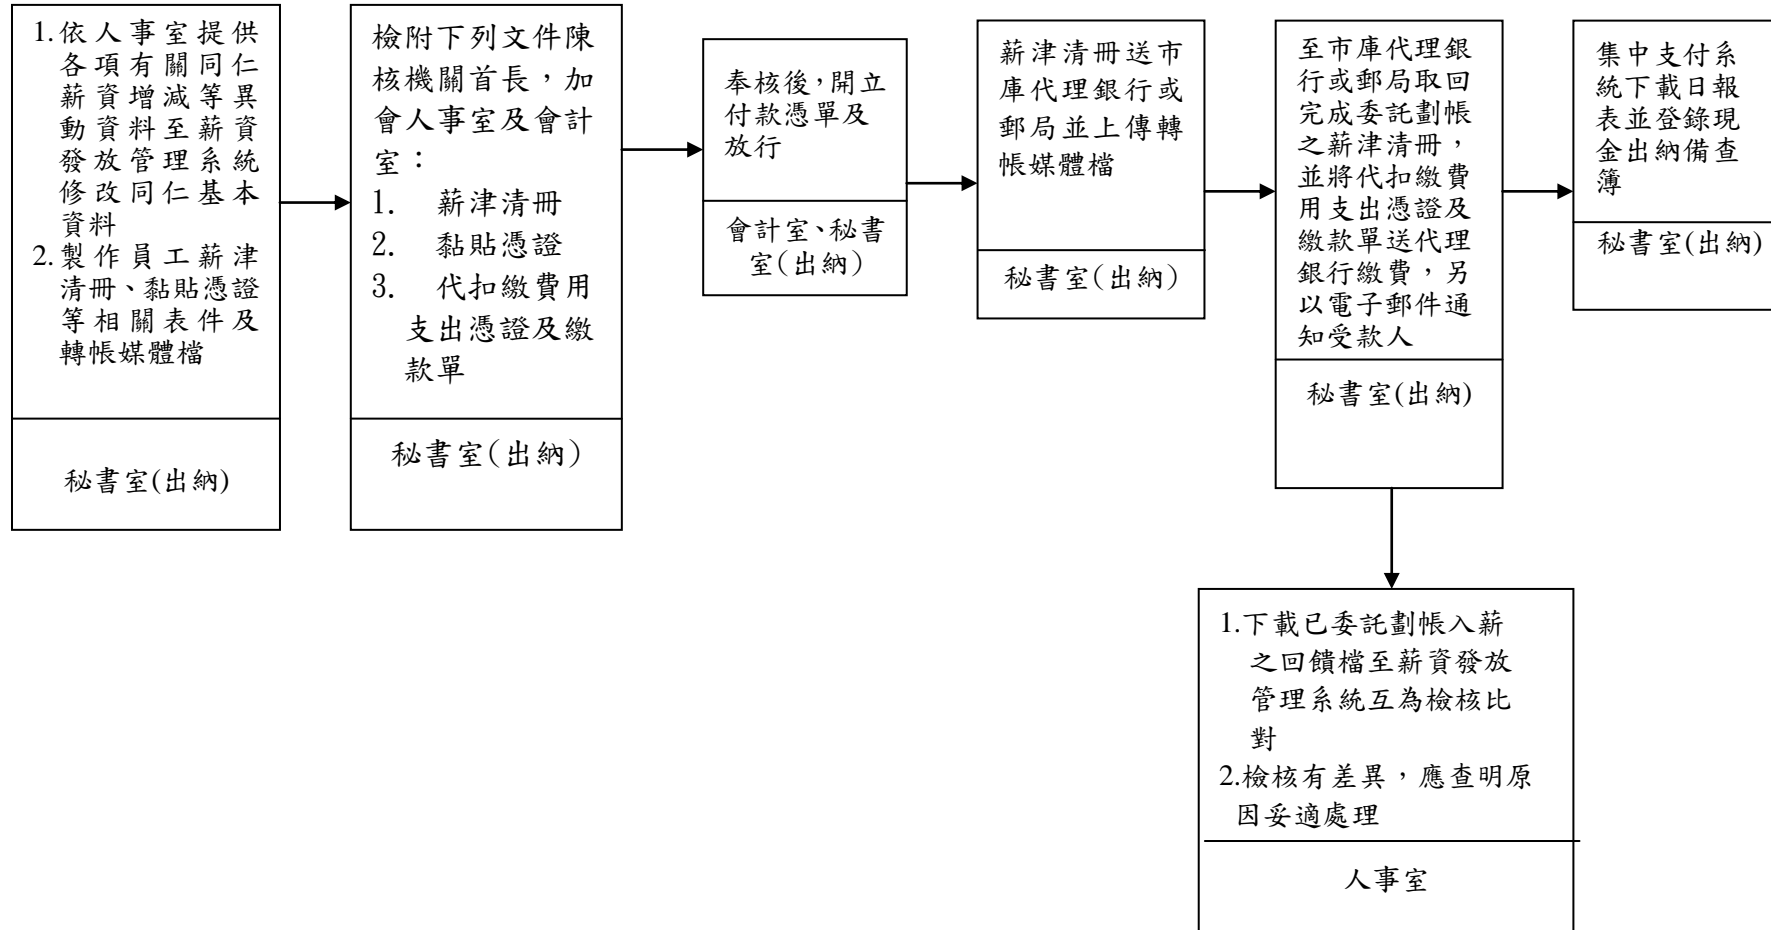 1.依人事室提供
各項有關同仁
薪資增減等異
動資料至薪資
發放管理系統
修改同仁基本
資料
2.製作員工薪津
清冊、黏貼憑證
等相關表件及
轉帳媒體檔
秘書室(出納)
檢附下列文件陳
核機關首長，加
會人事室及會計
室：
1. 薪津清冊
2. 黏貼憑證
3. 代扣繳費用
支出憑證及繳
款單
秘書室(出納)
奉核後，開立
付款憑單及
放行
會計室、秘書
室(出納)
薪津清冊送市
庫代理銀行或
郵局並上傳轉
帳媒體檔
秘書室(出納)
至市庫代理銀
行或郵局取回
完成委託劃帳
之薪津清冊，
並將代扣繳費
用支出憑證及
繳款單送代理
銀行繳費，另
以電子郵件通
知受款人
秘書室(出納)
集中支付系
統下載日報
表並登錄現
金出納備查
簿
秘書室(出納)
1.下載已委託劃帳入薪
之回饋檔至薪資發放
管理系統互為檢核比
對
2.檢核有差異，應查明原
因妥適處理
人事室